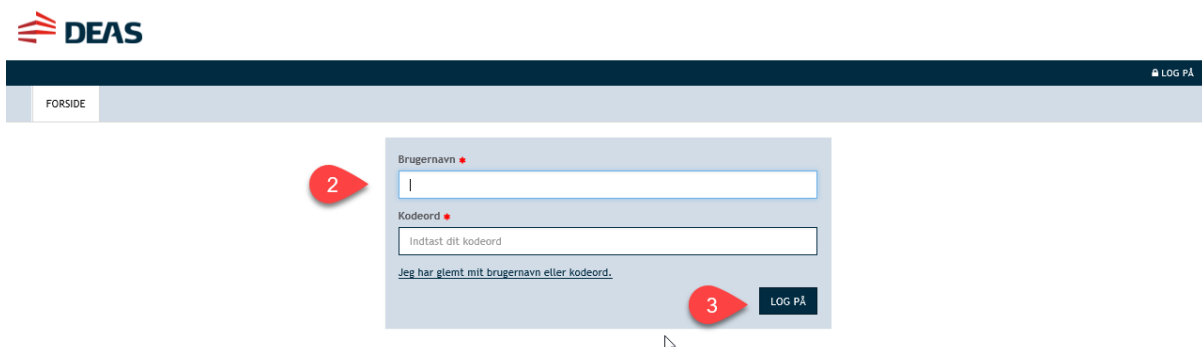 DEAS
LOG PÅ
FORSIDE
Brugernavn *
2
Kodeord *
Indtast dit kodeord
Jeg har glemt mit brugernavn eller kodeord.
3
LOG PÅ